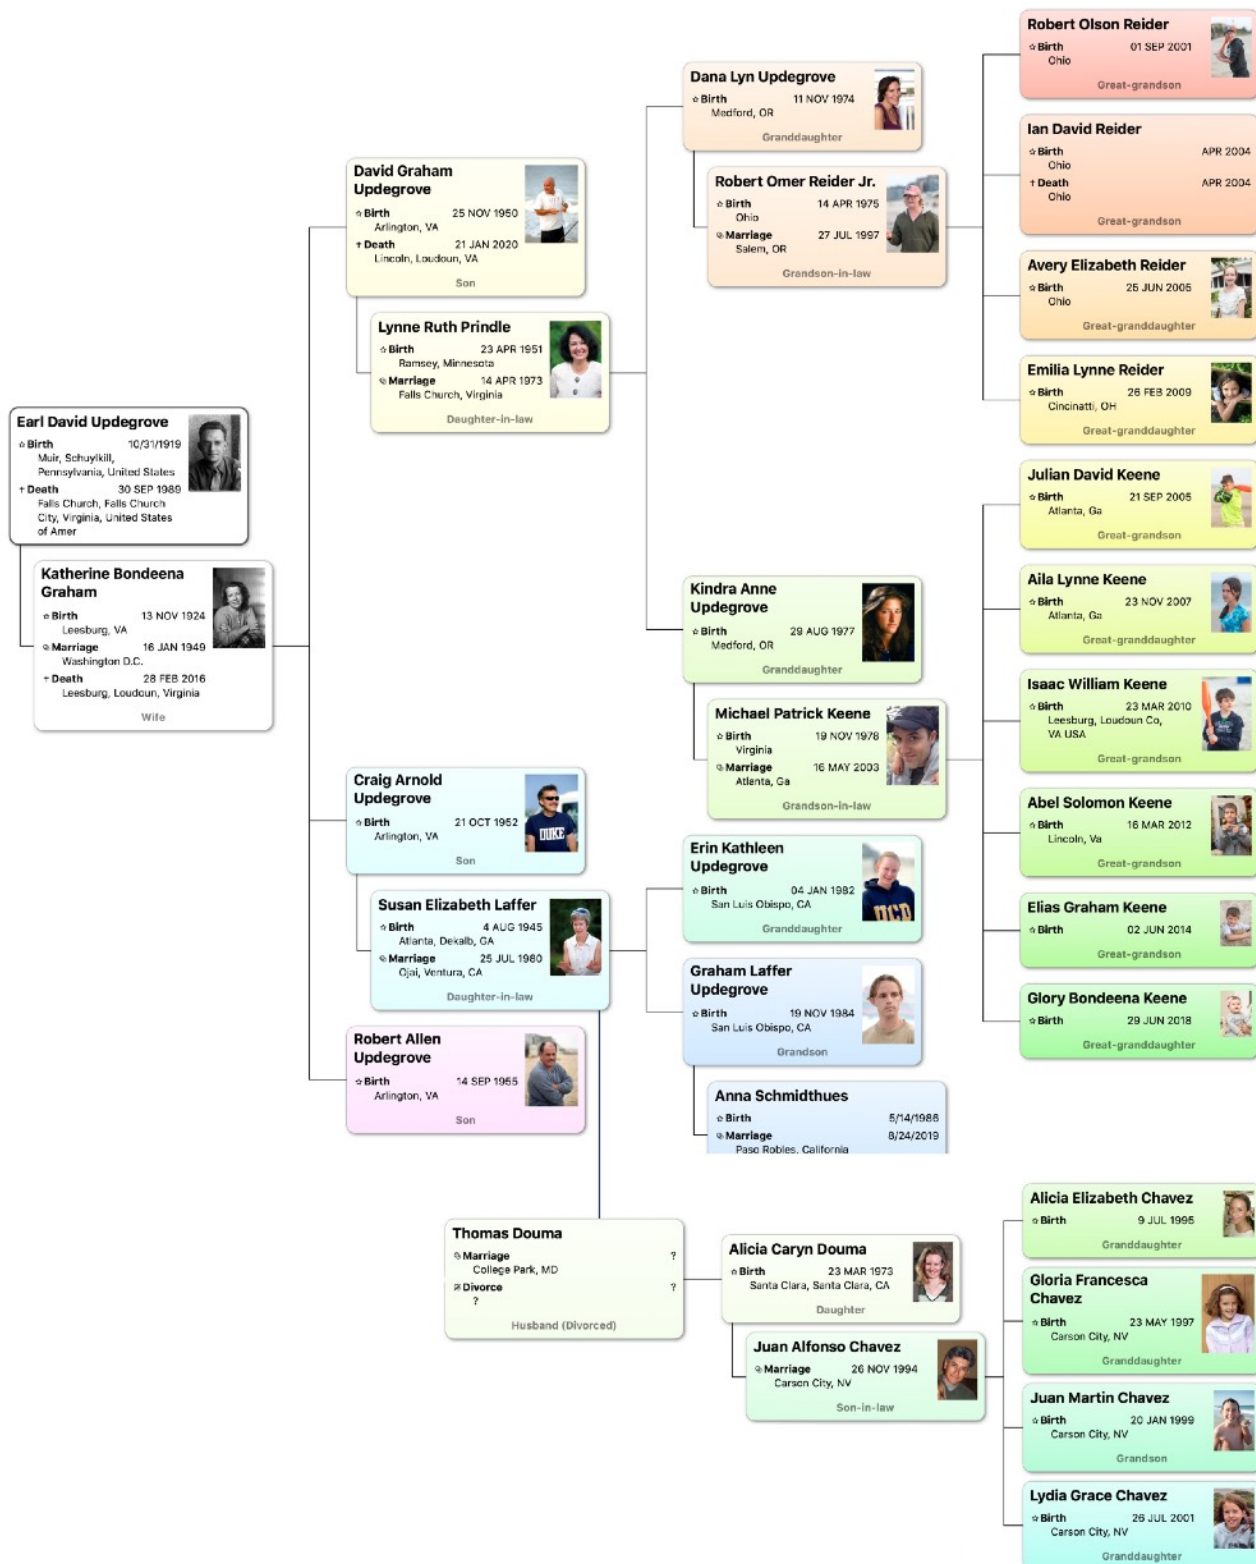 Earl David Updegrove
☆ Birth 10/31/1919
Muir, Schuylkill,
Pennsylvania, United States
† Death 30 SEP 1989
Falls Church, Falls Church
City, Virginia, United States
of Amer
Katherine Bondeena
Graham
☆ Birth 13 NOV 1924
Leesburg, VA
Marriage 16 JAN 1949
Washington D.C.
† Death 28 FEB 2016
Leesburg, Loudoun, Virginia
Wife
David Graham
Updegrove
☆ Birth 25 NOV 1950
Arlington, VA
† Death 21 JAN 2020
Lincoln, Loudoun, VA
Son
Lynne Ruth Prindle
☆ Birth 23 APR 1951
Ramsey, Minnesota
Marriage 14 APR 1973
Falls Church, Virginia
Daughter-in-law
Craig Arnold
Updegrove
☆ Birth 21 OCT 1952
Arlington, VA
DUKE
Son
Susan Elizabeth Laffer
☆ Birth 4 AUG 1945
Atlanta, Dekalb, GA
Marriage 25 JUL 1980
Ojai, Ventura, CA
Daughter-in-law
Robert Allen
Updegrove
☆ Birth 14 SEP 1955
Arlington, VA
Son
Dana Lyn Updegrove
☆ Birth 11 NOV 1974
Medford, OR
Granddaughter
Robert Omer Reider Jr.
☆ Birth 14 APR 1975
Ohio
Marriage 27 JUL 1997
Salem, OR
Grandson-in-law
Kindra Anne
Updegrove
☆ Birth 29 AUG 1977
Medford, OR
Granddaughter
Michael Patrick Keene
☆ Birth 19 NOV 1978
Virginia
Marriage 16 MAY 2003
Atlanta, Ga
Grandson-in-law
Erin Kathleen
Updegrove
☆ Birth 04 JAN 1982
San Luis Obispo, CA
UCD
Granddaughter
Graham Laffer
Updegrove
☆ Birth 19 NOV 1984
San Luis Obispo, CA
Grandson
Anna Schmidthues
☆ Birth 5/14/1986
Marriage 8/24/2019
Paso Robles, California
Robert Olson Reider
☆ Birth 01 SEP 2001
Ohio
Great-grandson
Ian David Reider
☆ Birth APR 2004
Ohio
† Death APR 2004
Ohio
Great-grandson
Avery Elizabeth Reider
☆ Birth 25 JUN 2005
Ohio
Great-granddaughter
Emilia Lynne Reider
☆ Birth 26 FEB 2009
Cincinatti, OH
Great-granddaughter
Julian David Keene
☆ Birth 21 SEP 2005
Atlanta, Ga
Great-grandson
Aila Lynne Keene
☆ Birth 23 NOV 2007
Atlanta, Ga
Great-granddaughter
Isaac William Keene
☆ Birth 23 MAR 2010
Leesburg, Loudoun Co,
VA USA
Great-grandson
Abel Solomon Keene
☆ Birth 16 MAR 2012
Lincoln, Va
Great-grandson
Elias Graham Keene
☆ Birth 02 JUN 2014
Great-grandson
Glory Bondeena Keene
☆ Birth 29 JUN 2018
Great-granddaughter
Thomas Douma
Marriage ?
College Park, MD
Divorce ?
?
Husband (Divorced)
Alicia Caryn Douma
☆ Birth 23 MAR 1973
Santa Clara, Santa Clara, CA
Daughter
Juan Alfonso Chavez
Marriage 26 NOV 1994
Carson City, NV
Son-in-law
Alicia Elizabeth Chavez
☆ Birth 9 JUL 1995
Granddaughter
Gloria Francesca
Chavez
☆ Birth 23 MAY 1997
Carson City, NV
Granddaughter
Juan Martin Chavez
☆ Birth 20 JAN 1999
Carson City, NV
Grandson
Lydia Grace Chavez
☆ Birth 26 JUL 2001
Carson City, NV
Granddaughter